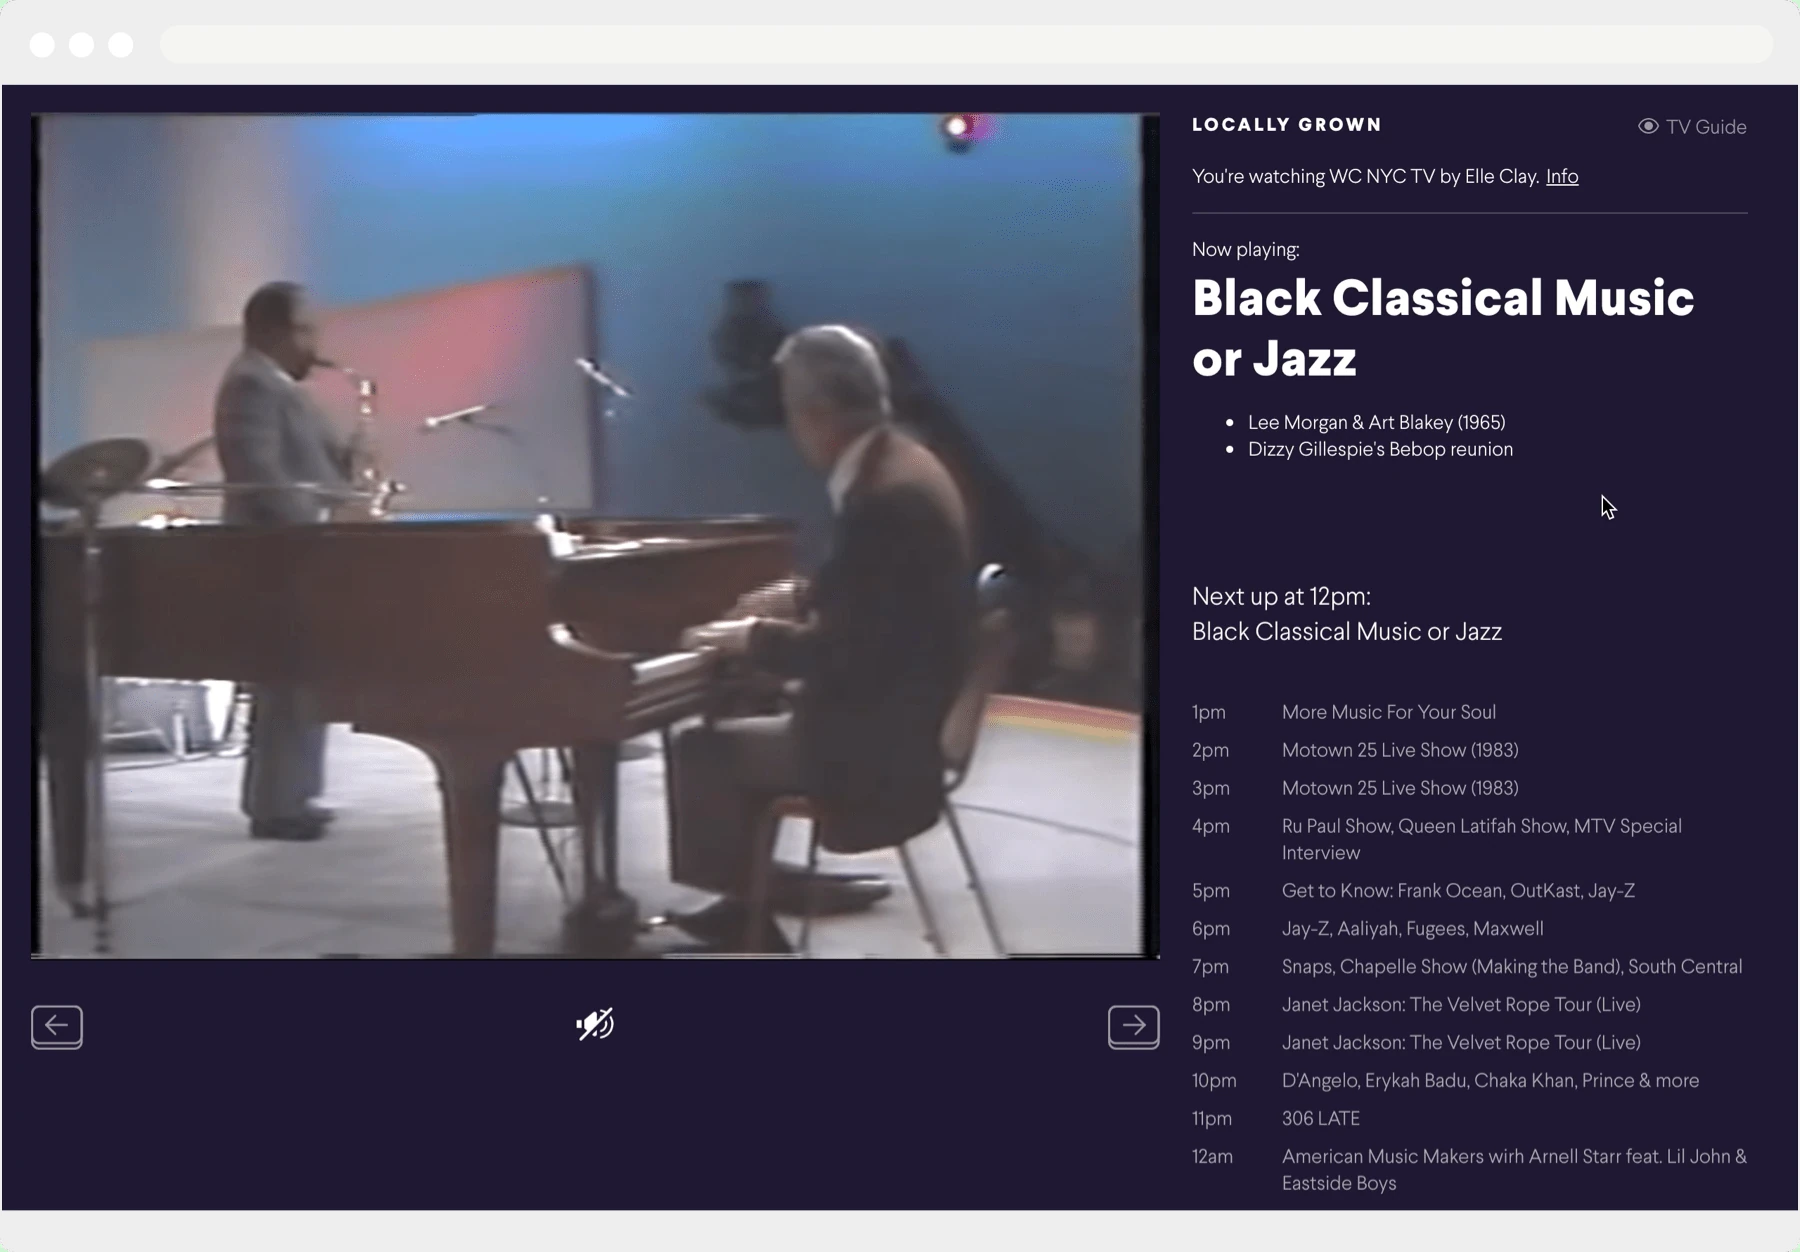 LOCALLY GROWN
TV Guide
You're watching WC NYC TV by Elle Clay. Info
Now playing:
Black Classical Music
or Jazz
• Lee Morgan & Art Blakey (1965)
• Dizzy Gillespie's Bebop reunion
Next up at 12pm:
Black Classical Music or Jazz
1pm More Music For Your Soul
2pm Motown 25 Live Show (1983)
3pm Motown 25 Live Show (1983)
4pm Ru Paul Show, Queen Latifah Show, MTV Special
Interview
5pm Get to Know: Frank Ocean, OutKast, Jay-Z
6pm Jay-Z, Aaliyah, Fugees, Maxwell
7pm Snaps, Chapelle Show (Making the Band), South Central
8pm Janet Jackson: The Velvet Rope Tour (Live)
9pm Janet Jackson: The Velvet Rope Tour (Live)
10pm D'Angelo, Erykah Badu, Chaka Khan, Prince & more
11pm 306 LATE
12am American Music Makers wirh Arnell Starr feat. Lil John &
Eastside Boys